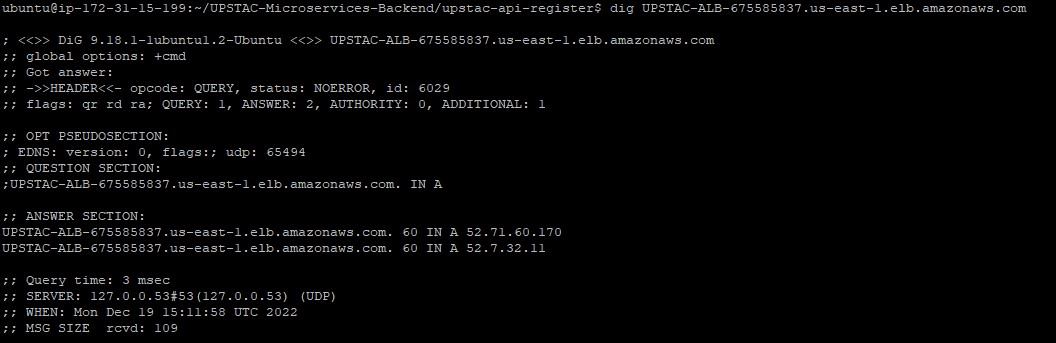 ubuntu@ip-172-31-15-199:~/UPSTAC-Microservices-Backend/upstac-api-register$ dig UPSTAC-ALB-675585837.us-east-1.elb.amazonaws.com
; <<>> DiG 9.18.1-1ubuntu1.2-Ubuntu <<>> UPSTAC-ALB-675585837.us-east-1.elb.amazonaws.com
;; global options: +cmd
;; Got answer:
;; ->>HEADER<<- opcode: QUERY, status: NOERROR, id: 6029
;; flags: qr rd ra; QUERY: 1, ANSWER: 2, AUTHORITY: 0, ADDITIONAL: 1
;; OPT PSEUDOSECTION:
; EDNS: version: 0, flags:; udp: 65494
;; QUESTION SECTION:
;UPSTAC-ALB-675585837.us-east-1.elb.amazonaws.com. IN A
;; ANSWER SECTION:
UPSTAC-ALB-675585837.us-east-1.elb.amazonaws.com. 60 IN A 52.71.60.170
UPSTAC-ALB-675585837.us-east-1.elb.amazonaws.com. 60 IN A 52.7.32.11
;; Query time: 3 msec
;; SERVER: 127.0.0.53#53(127.0.0.53) (UDP)
;; WHEN: Mon Dec 19 15:11:58 UTC 2022
;; MSG SIZE  rcvd: 109